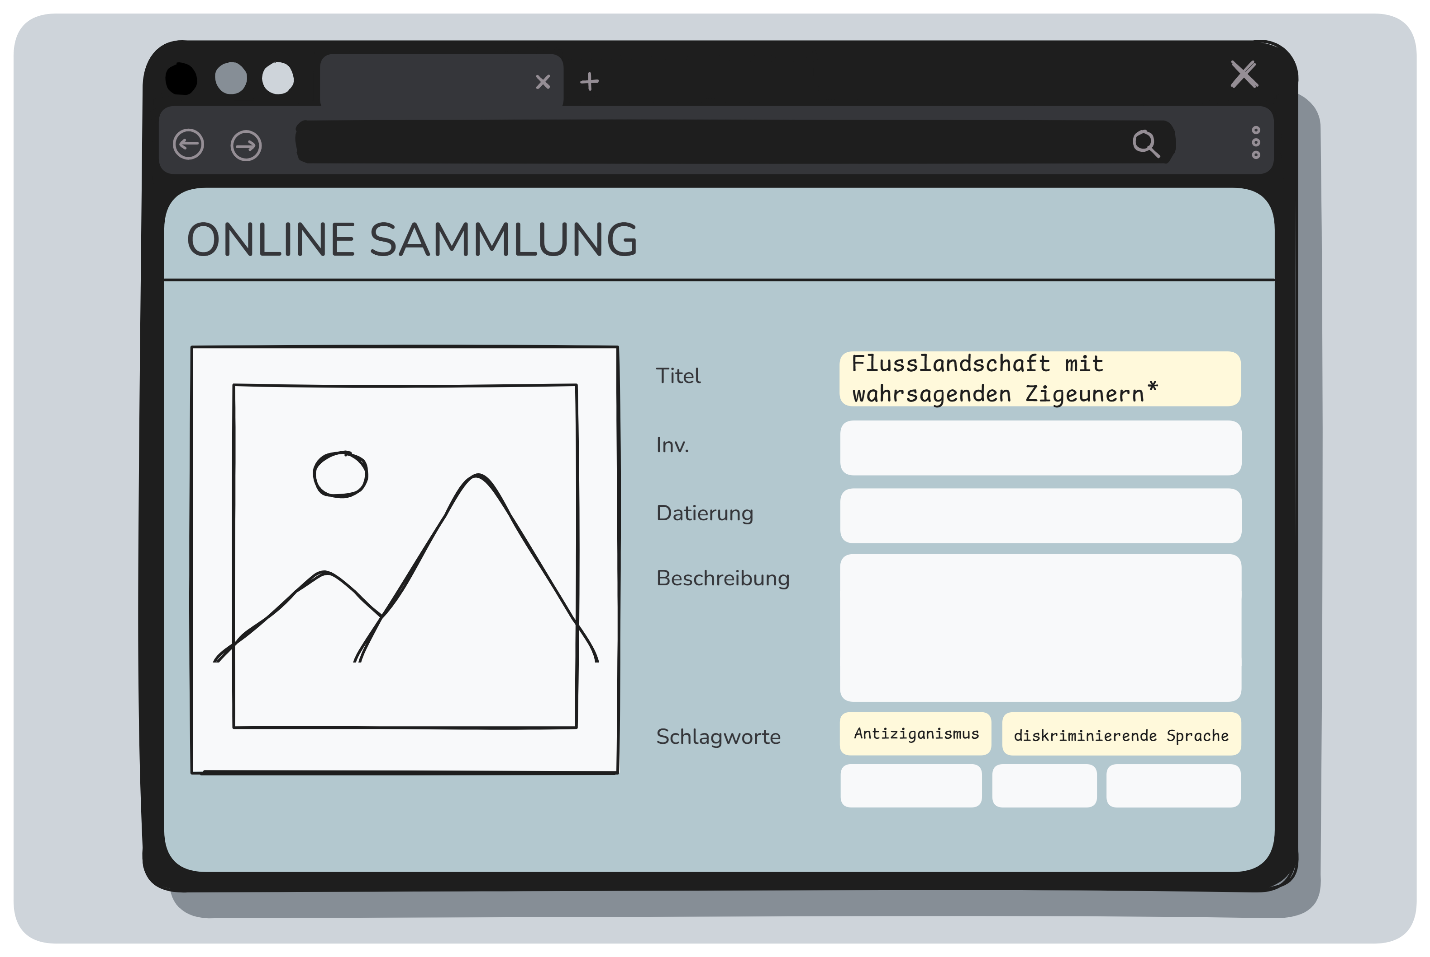 ONLINE SAMMLUNG
Titel
Flusslandschaft mit
wahrsagenden Zigeunern*
Inv.
Datierung
Beschreibung
Schlagworte
Antiziganismus
diskriminierende Sprache